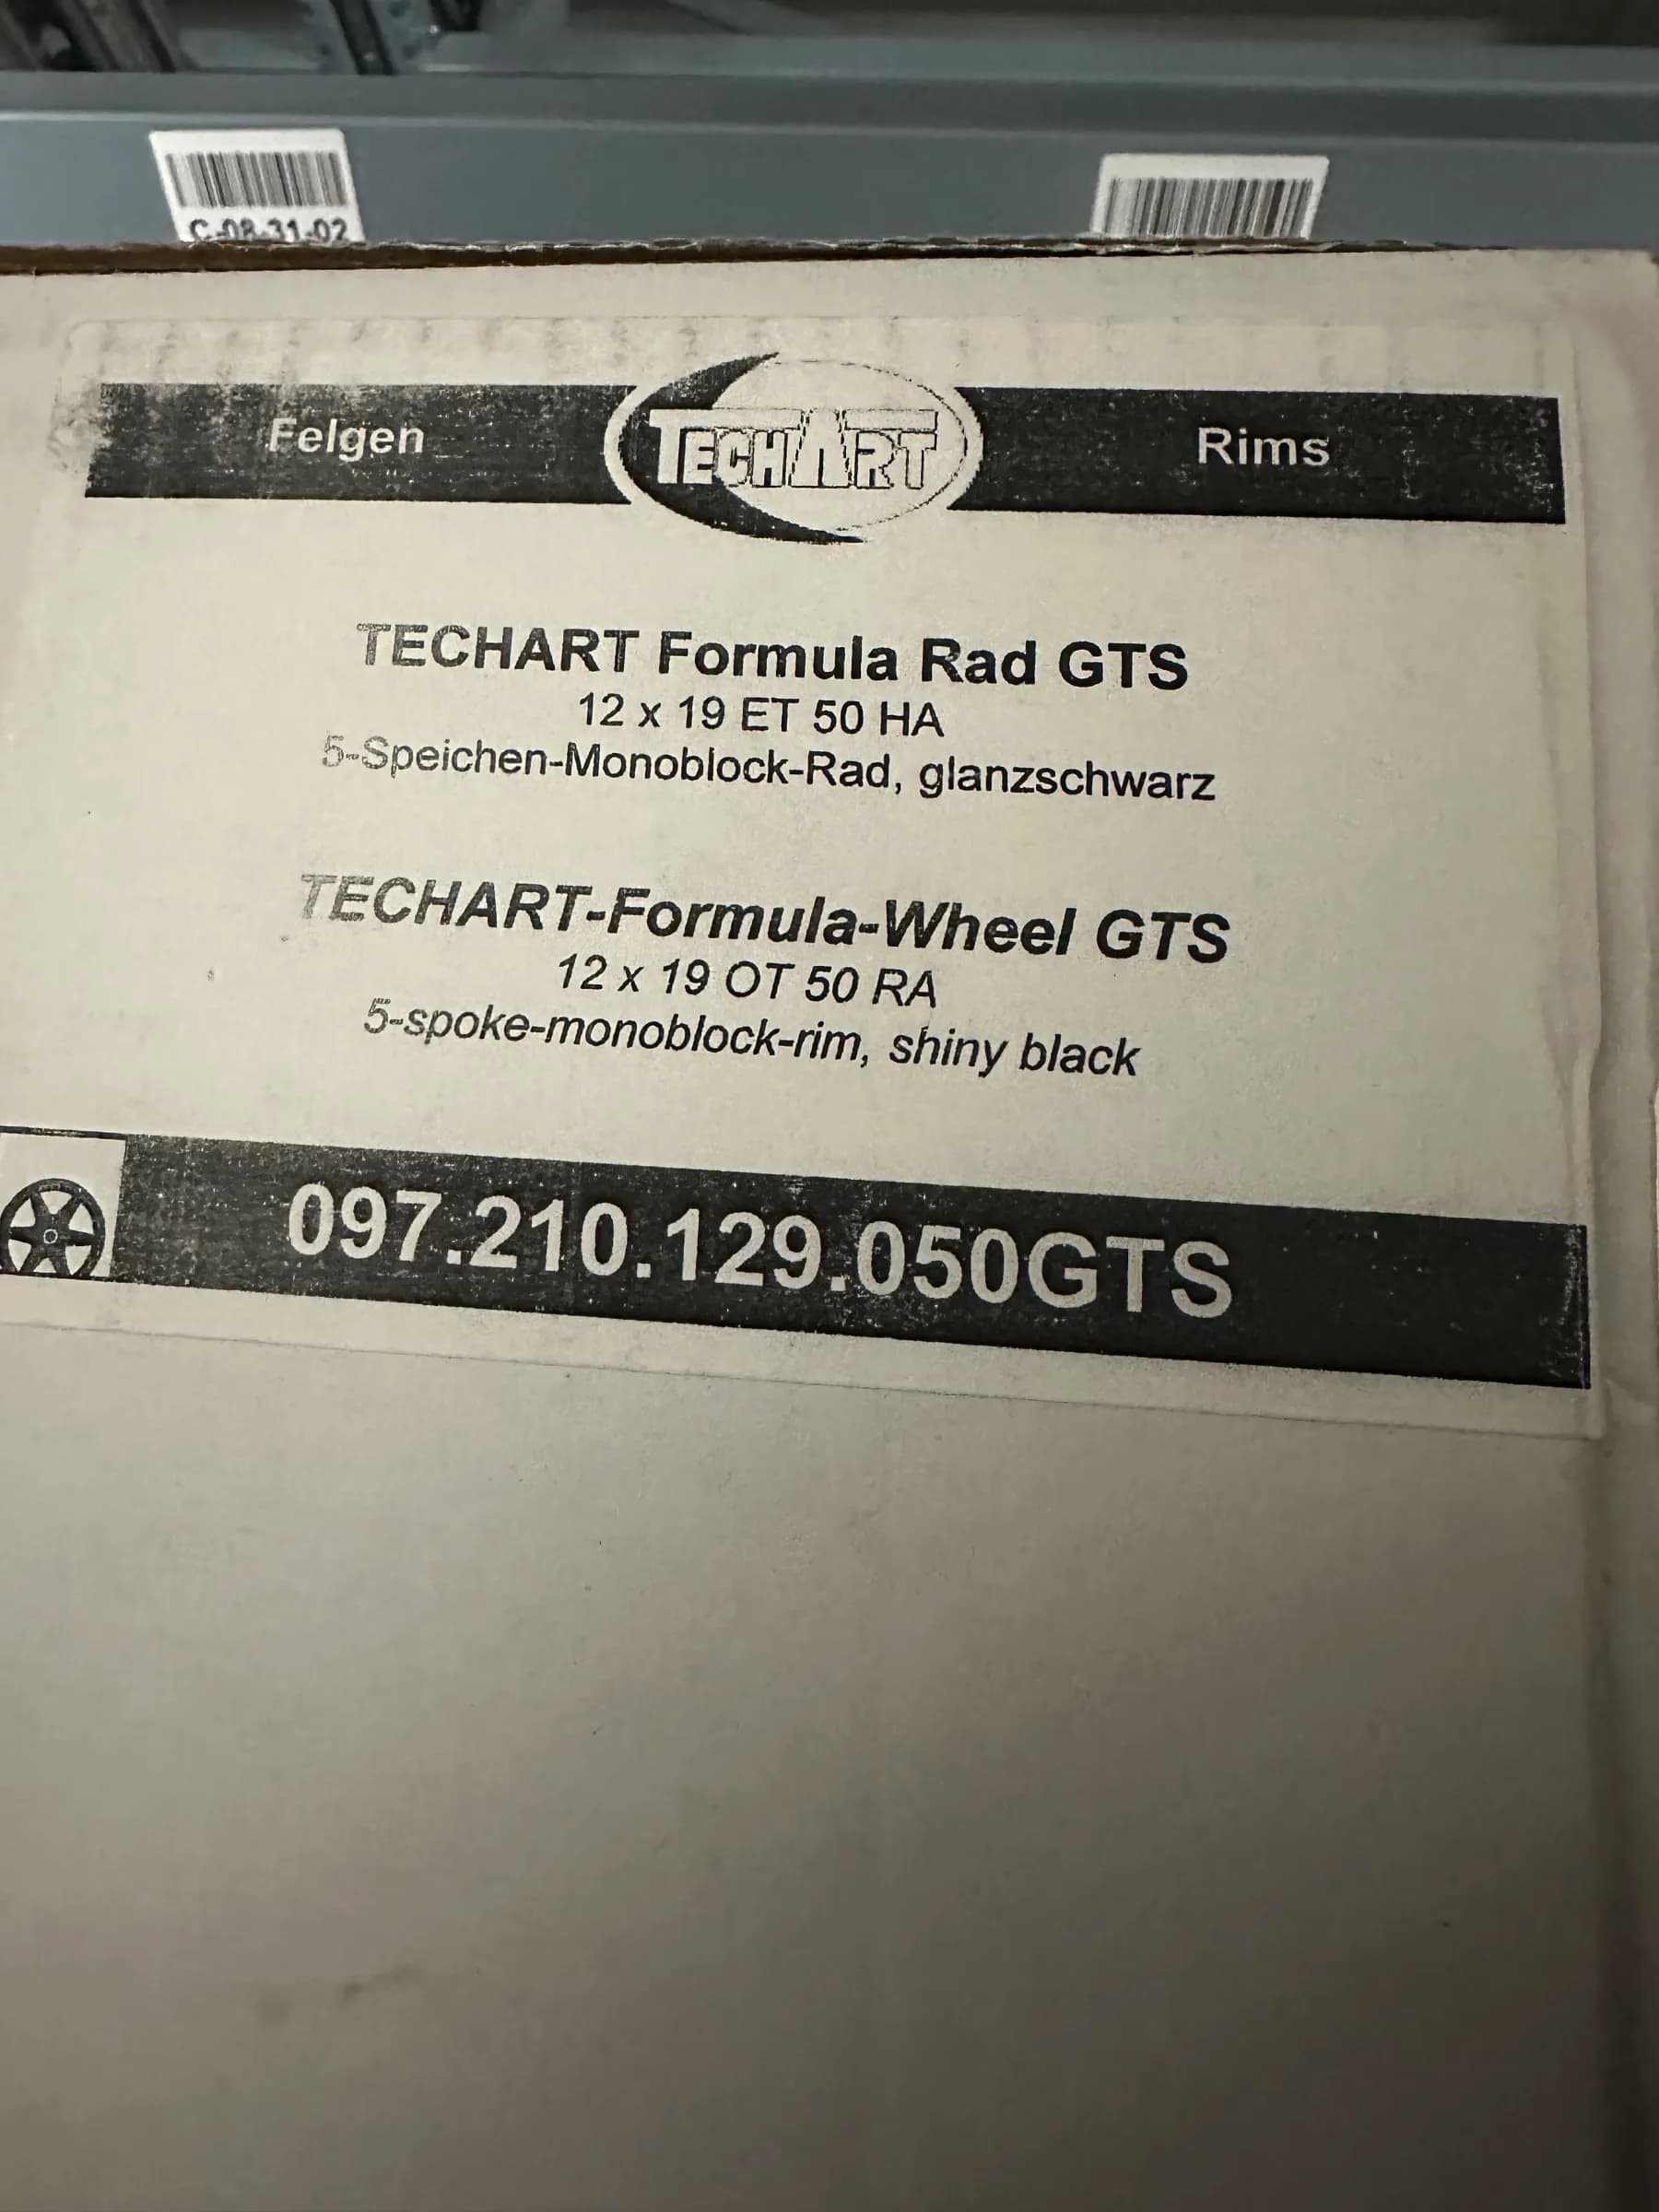 C-08-31-02
Felgen
TECHART
Rims
TECHART Formula Rad GTS
12 x 19 ET 50 HA
5-Speichen-Monoblock-Rad, glanzschwarz
TECHART-Formula-Wheel GTS
12 x 19 OT 50 RA
5-spoke-monoblock-rim, shiny black
097.210.129.050GTS